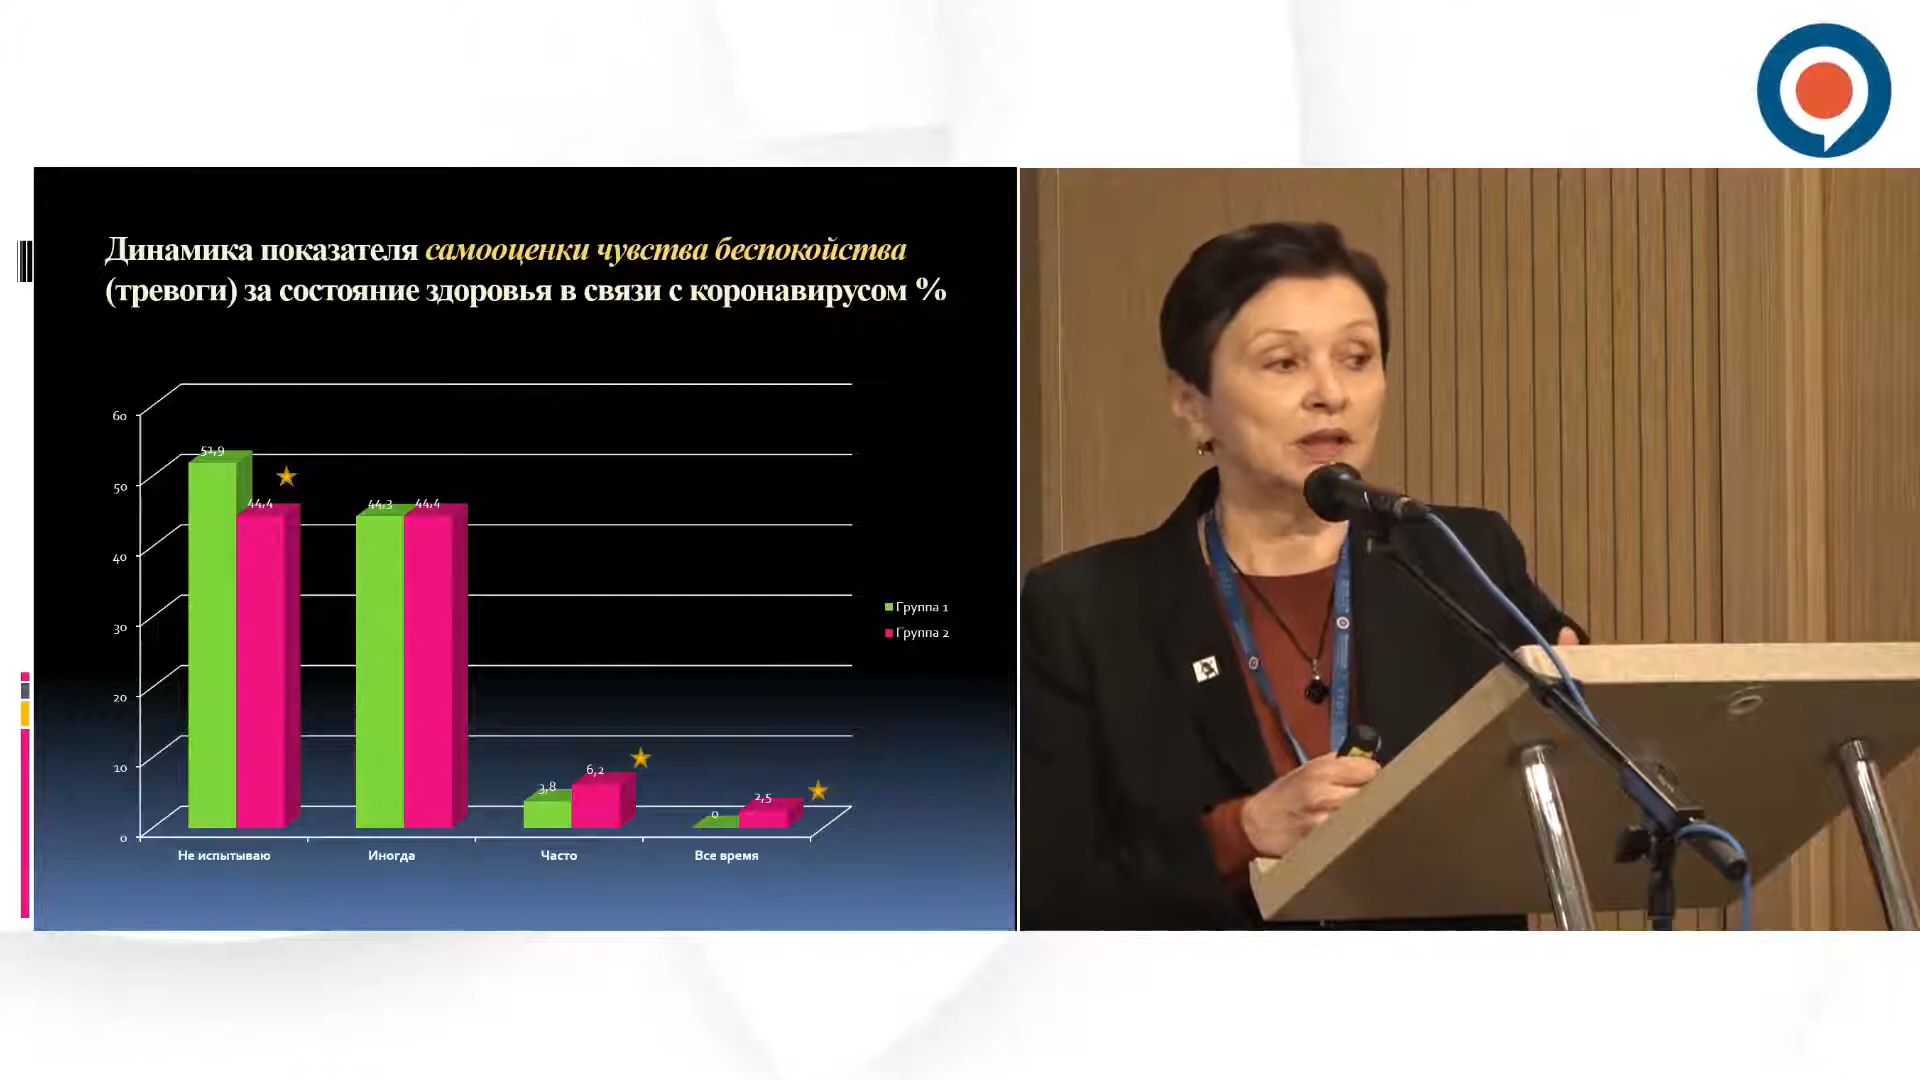 Динамика показателя самооценки чувства беспокойства
(тревоги) за состояние здоровья в связи с коронавирусом %
60
50
40
30
20
10
0
51,9
44,4
44,3
44,4
3,8
6,2
0
2,5
Не испытываю
Иногда
Часто
Все время
Группа 1
Группа 2